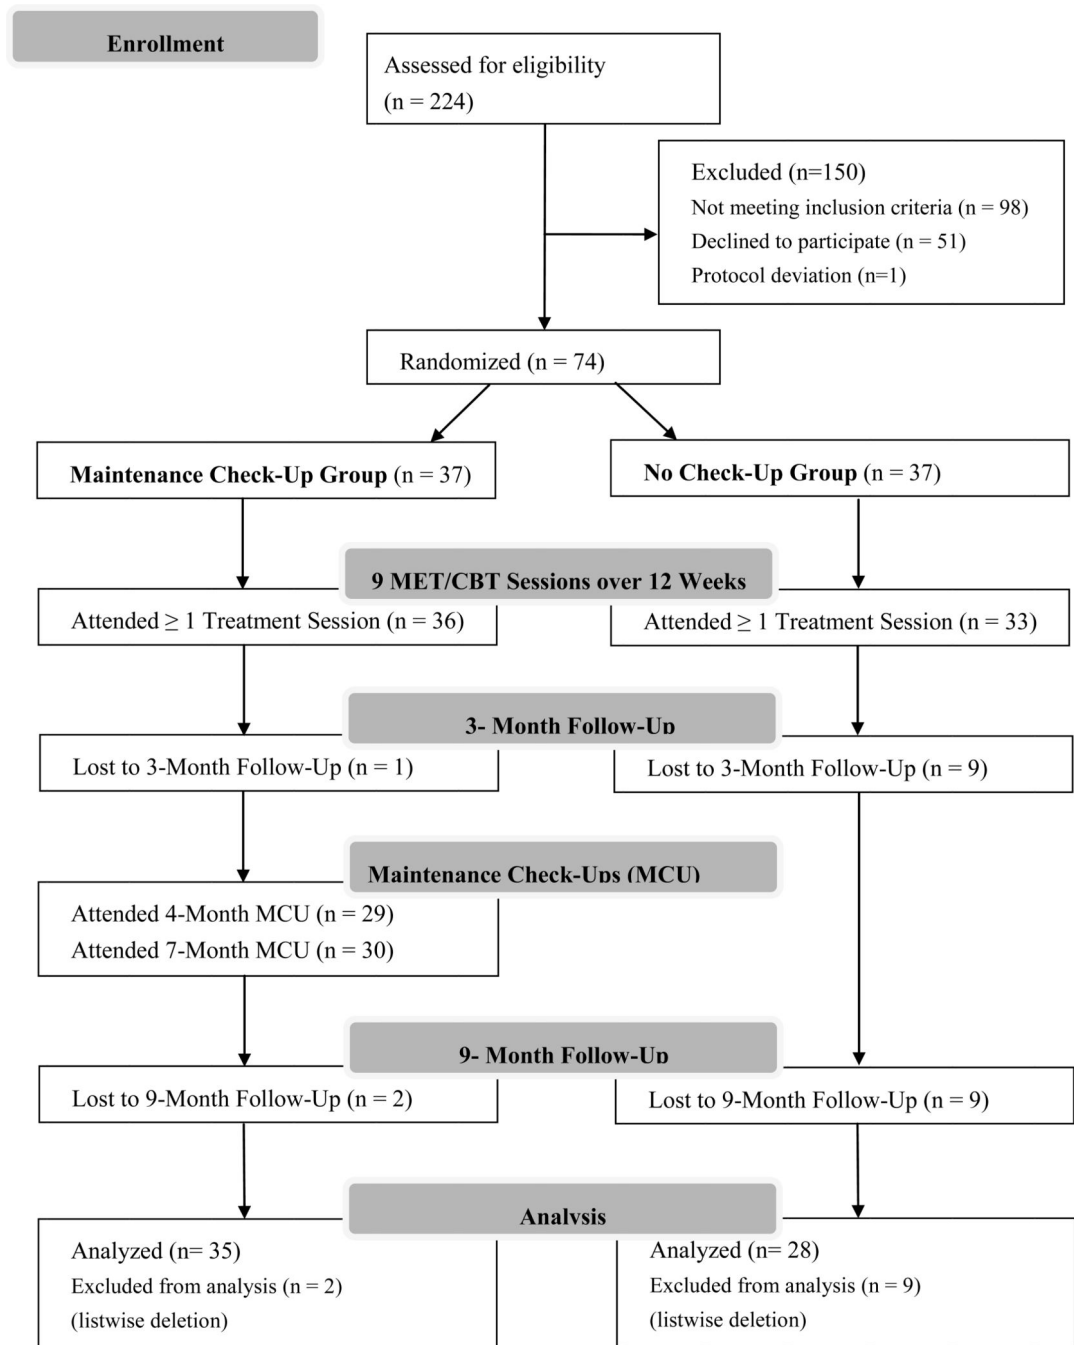 Enrollment
Assessed for eligibility
(n = 224)
Excluded (n=150)
Not meeting inclusion criteria (n = 98)
Declined to participate (n = 51)
Protocol deviation (n=1)
Randomized (n = 74)
Maintenance Check-Up Group (n = 37)
No Check-Up Group (n = 37)
9 MET/CBT Sessions over 12 Weeks
Attended ≥ 1 Treatment Session (n = 36)
Attended ≥ 1 Treatment Session (n = 33)
3- Month Follow-Up
Lost to 3-Month Follow-Up (n = 1)
Lost to 3-Month Follow-Up (n = 9)
Maintenance Check-Ups (MCU)
Attended 4-Month MCU (n = 29)
Attended 7-Month MCU (n = 30)
9- Month Follow-Up
Lost to 9-Month Follow-Up (n = 2)
Lost to 9-Month Follow-Up (n = 9)
Analysis
Analyzed (n= 35)
Excluded from analysis (n = 2)
(listwise deletion)
Analyzed (n= 28)
Excluded from analysis (n = 9)
(listwise deletion)